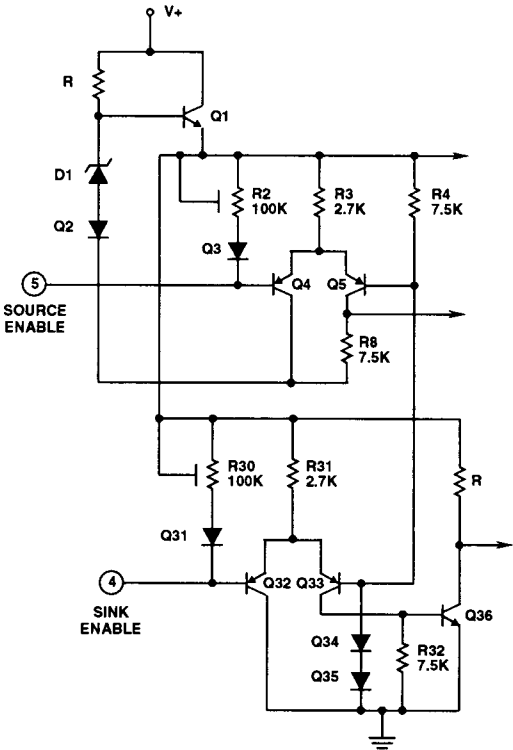 V+
R
Q1
D1
R2
100K
R3
2.7K
R4
7.5K
Q2
Q3
5
SOURCE
ENABLE
Q4
Q5
R8
7.5K
R30
100K
R31
2.7K
R
Q31
4
SINK
ENABLE
Q32
Q33
Q36
Q34
R32
7.5K
Q35